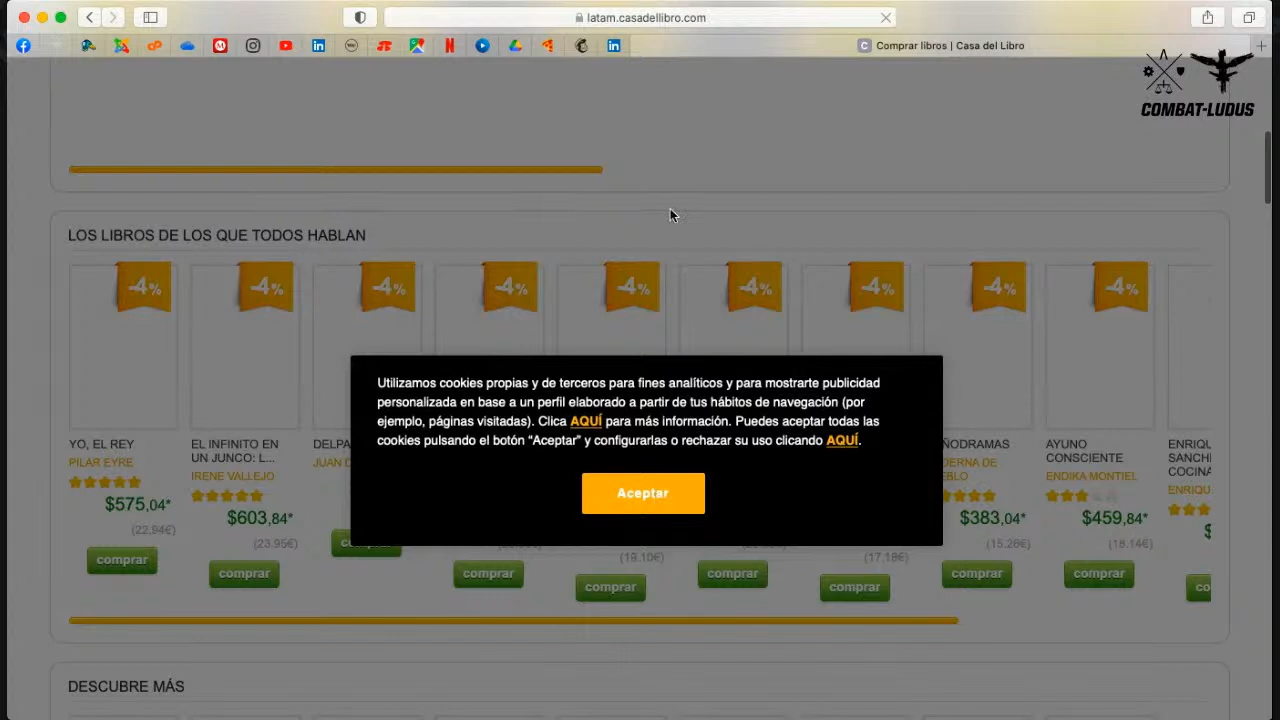 latam.casadellibro.com
Comprar libros | Casa del Libro
COMBAT-LUDUS
LOS LIBROS DE LOS QUE TODOS HABLAN
-4% -4% -4% -4% -4% -4% -4% -4% -4%
Utilizamos cookies propias y de terceros para fines analíticos y para mostrarte publicidad
personalizada en base a un perfil elaborado a partir de tus hábitos de navegación (por
ejemplo, páginas visitadas). Clica AQUÍ para más información. Puedes aceptar todas las
cookies pulsando el botón “Aceptar” y configurarlas o rechazar su uso clicando AQUÍ.
Aceptar
YO, EL REY
PILAR EYRE
$575,04*
(22.94€)
comprar
EL INFINITO EN
UN JUNCO: L...
IRENE VALLEJO
$603,84*
(23.95€)
comprar
JUAN
comprar
(19.10€)
comprar
comprar
(17.18€)
comprar
ÑODRAMAS
$383,04*
(15.26€)
comprar
AYUNO
CONSCIENTE
ENDIKA MONTIEL
$459,84*
(18.14€)
comprar
ENRIQU
SANCH
COCINA
ENRIQU
$
co
DESCUBRE MÁS